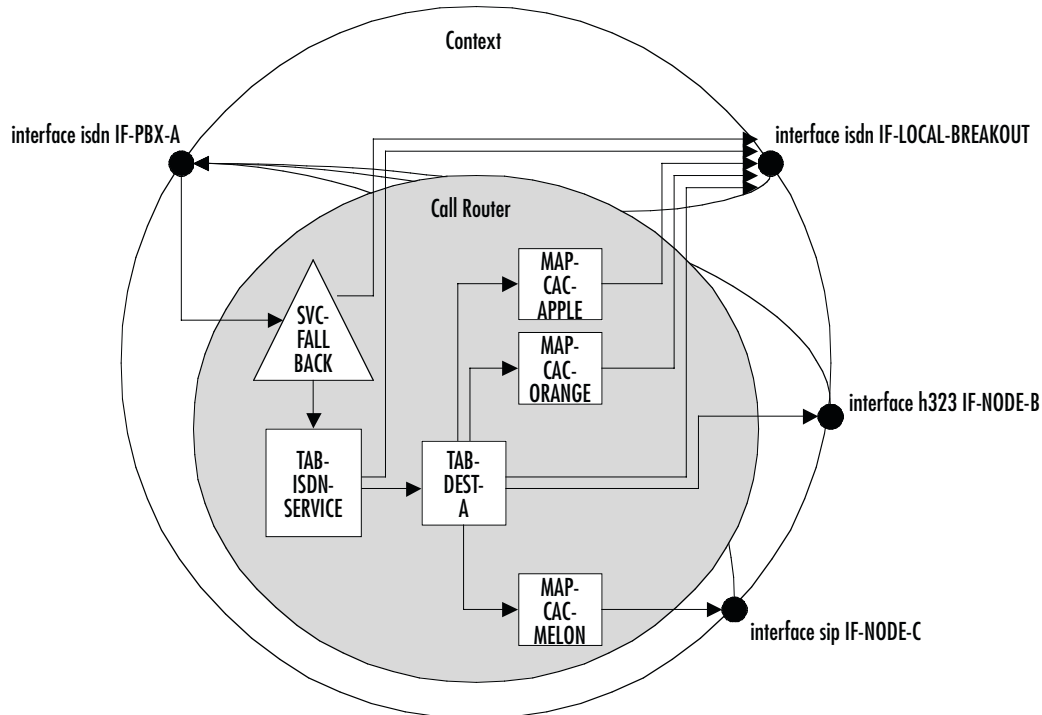 Context
interface isdn IF-PBX-A
interface isdn IF-LOCAL-BREAKOUT
Call Router
MAP-
CAC-
APPLE
SVC-
FALL
BACK
MAP-
CAC-
ORANGE
interface h323 IF-NODE-B
TAB-
ISDN-
SERVICE
TAB-
DEST-
A
MAP-
CAC-
MELON
interface sip IF-NODE-C